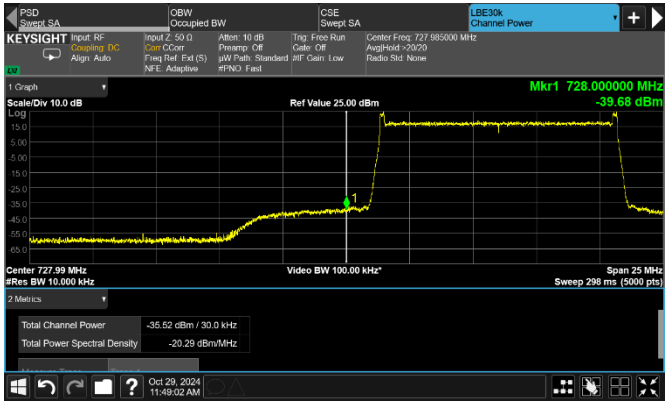 PSD
Swept SA
OBW
Occupied BW
CSE
Swept SA
LBE30k
Channel Power
KEYSIGHT
Input: RF
Coupling: DC
Align: Auto
Input Z: 50 Ω
Corr CCorr
Freq Ref: Ext (S)
NFE: Adaptive
Atten: 10 dB
Preamp: Off
µW Path: Standard
#PNO: Fast
Trig: Free Run
Gate: Off
#IF Gain: Low
Center Freq: 727.985000 MHz
Avg|Hold:>20/20
Radio Std: None
1 Graph
Scale/Div 10.0 dB
Ref Value 25.00 dBm
Mkr1 728.000000 MHz
-39.68 dBm
Log
15.0
5.00
-5.00
-15.0
-25.0
-35.0
-45.0
-55.0
-65.0
1
Center 727.99 MHz
#Res BW 10.000 kHz
Video BW 100.00 kHz*
Span 25 MHz
Sweep 298 ms (5000 pts)
2 Metrics
Total Channel Power -35.52 dBm / 30.0 kHz
Total Power Spectral Density -20.29 dBm/MHz
Oct 29, 2024
11:49:02 AM